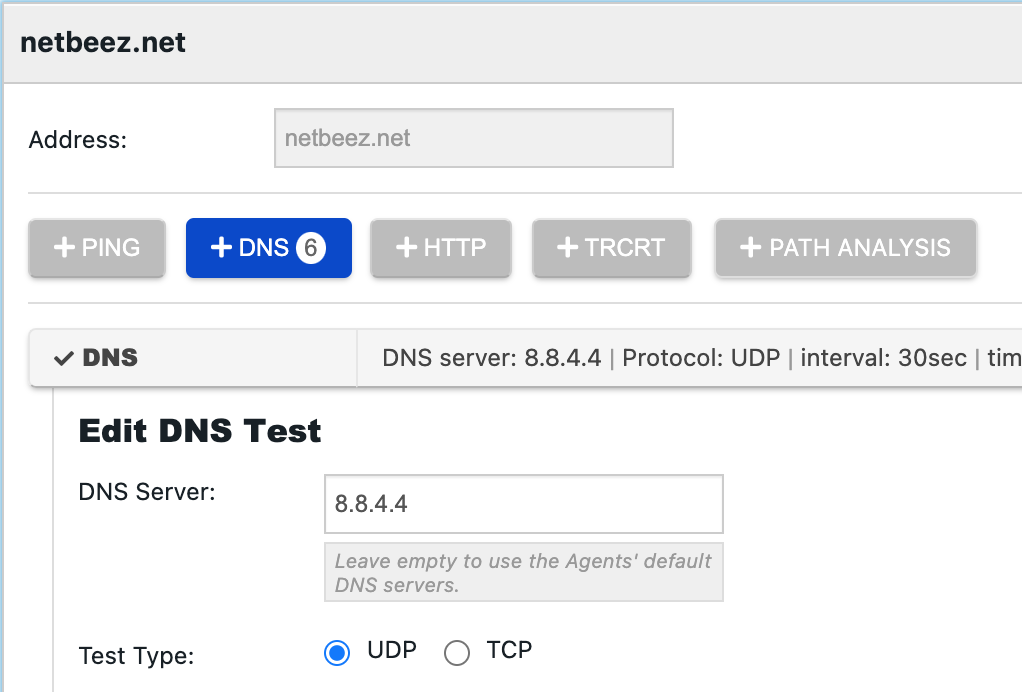 netbeez.net
Address: netbeez.net
PING DNS 6 HTTP TRCRT PATH ANALYSIS
DNS DNS server: 8.8.4.4 | Protocol: UDP | interval: 30sec | tim
Edit DNS Test
DNS Server: 8.8.4.4
Leave empty to use the Agents' default
DNS servers.
Test Type: UDP TCP